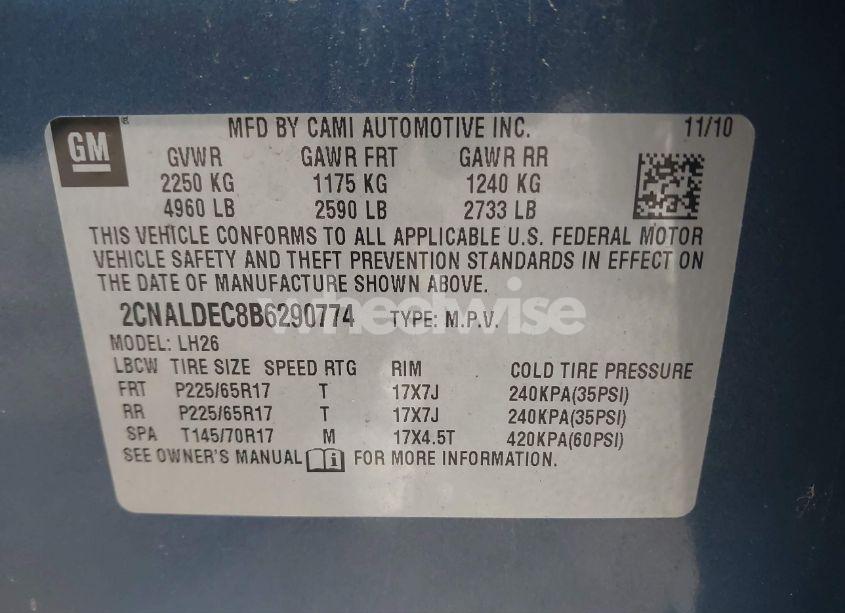 GM
MFD BY CAMI AUTOMOTIVE INC. 11/10
GVWR GAWR FRT GAWR RR
2250 KG 1175 KG 1240 KG
4960 LB 2590 LB 2733 LB
THIS VEHICLE CONFORMS TO ALL APPLICABLE U.S. FEDERAL MOTOR
VEHICLE SAFETY AND THEFT PREVENTION STANDARDS IN EFFECT ON
THE DATE OF MANUFACTURE SHOWN ABOVE.
wheelwise
2CNALDEC8B6290774 TYPE: M.P.V.
MODEL: LH26
LBCW TIRE SIZE SPEED RTG RIM COLD TIRE PRESSURE
FRT P225/65R17 T 17X7J 240KPA(35PSI)
RR P225/65R17 T 17X7J 240KPA(35PSI)
SPA T145/70R17 M 17X4.5T 420KPA(60PSI)
SEE OWNER'S MANUAL i FOR MORE INFORMATION.